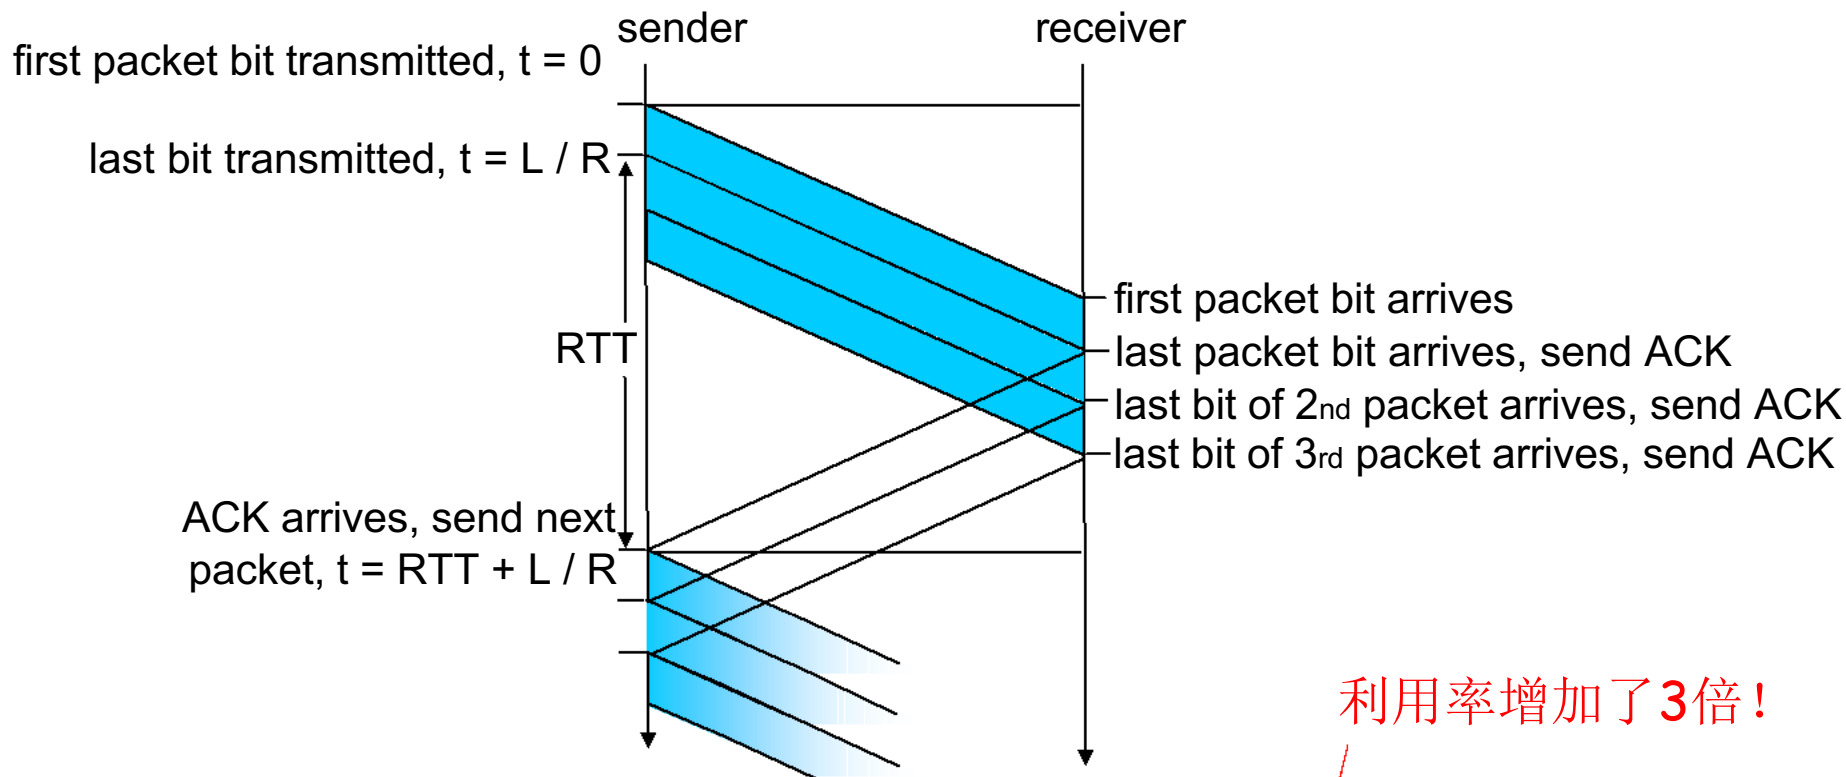 sender
receiver
first packet bit transmitted, t = 0
last bit transmitted, t = L / R
first packet bit arrives
RTT
last packet bit arrives, send ACK
last bit of 2nd packet arrives, send ACK
last bit of 3rd packet arrives, send ACK
ACK arrives, send next
packet, t = RTT + L / R
利用率增加了3倍!